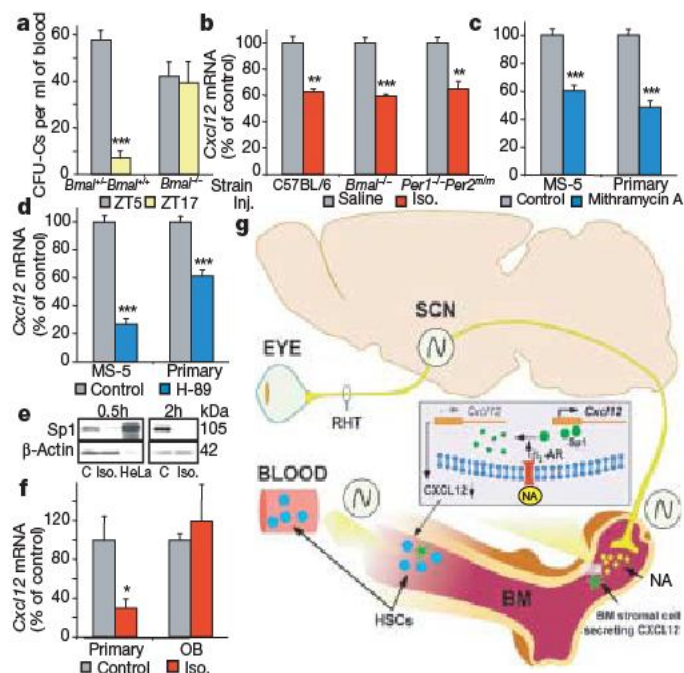 a
CFU-Cs per ml of blood
60
40
20
0
***
Bmal+/-Bmal+/+ Bmal-/-
ZT5 ZT17
b
Cxcl12 mRNA
(% of control)
120
100
80
60
40
20
0
** *** **
Strain C57BL/6 Bmal-/- Per1-/-Per2m/m
Inj. Saline Iso.
c
120
100
80
60
40
20
0
*** ***
MS-5 Primary
Control Mithramycin A
d
Cxcl12 mRNA
(% of control)
100
80
60
40
20
0
*** ***
MS-5 Primary
Control H-89
e
0.5h 2h kDa
Sp1 105
β-Actin 42
C Iso. HeLa C Iso.
f
Cxcl12 mRNA
(% of control)
120
80
40
0
*
Primary OB
Control Iso.
g
SCN
EYE
RHT
Cxcl12 Cxcl12
Sp1
β2-AR
CXCL12
NA
BLOOD
HSCs
BM
NA
BM stromal cell
secreting CXCL12